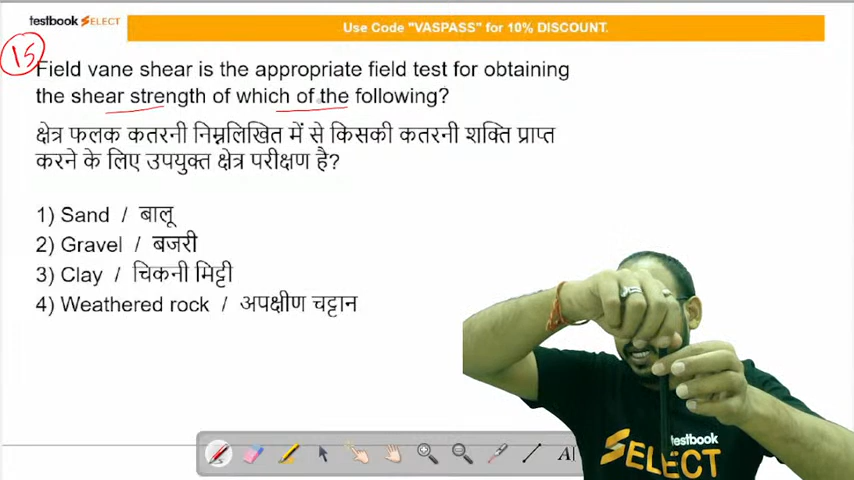 testbook SELECT
Use Code "VASPASS" for 10% DISCOUNT.
15
Field vane shear is the appropriate field test for obtaining
the shear strength of which of the following?
क्षेत्र फलक कतरनी निम्नलिखित में से किसकी कतरनी शक्ति प्राप्त
करने के लिए उपयुक्त क्षेत्र परीक्षण है?
1) Sand / बालू
2) Gravel / बजरी
3) Clay / चिकनी मिट्टी
4) Weathered rock / अपक्षीण चट्टान
testbook
SELECT
A